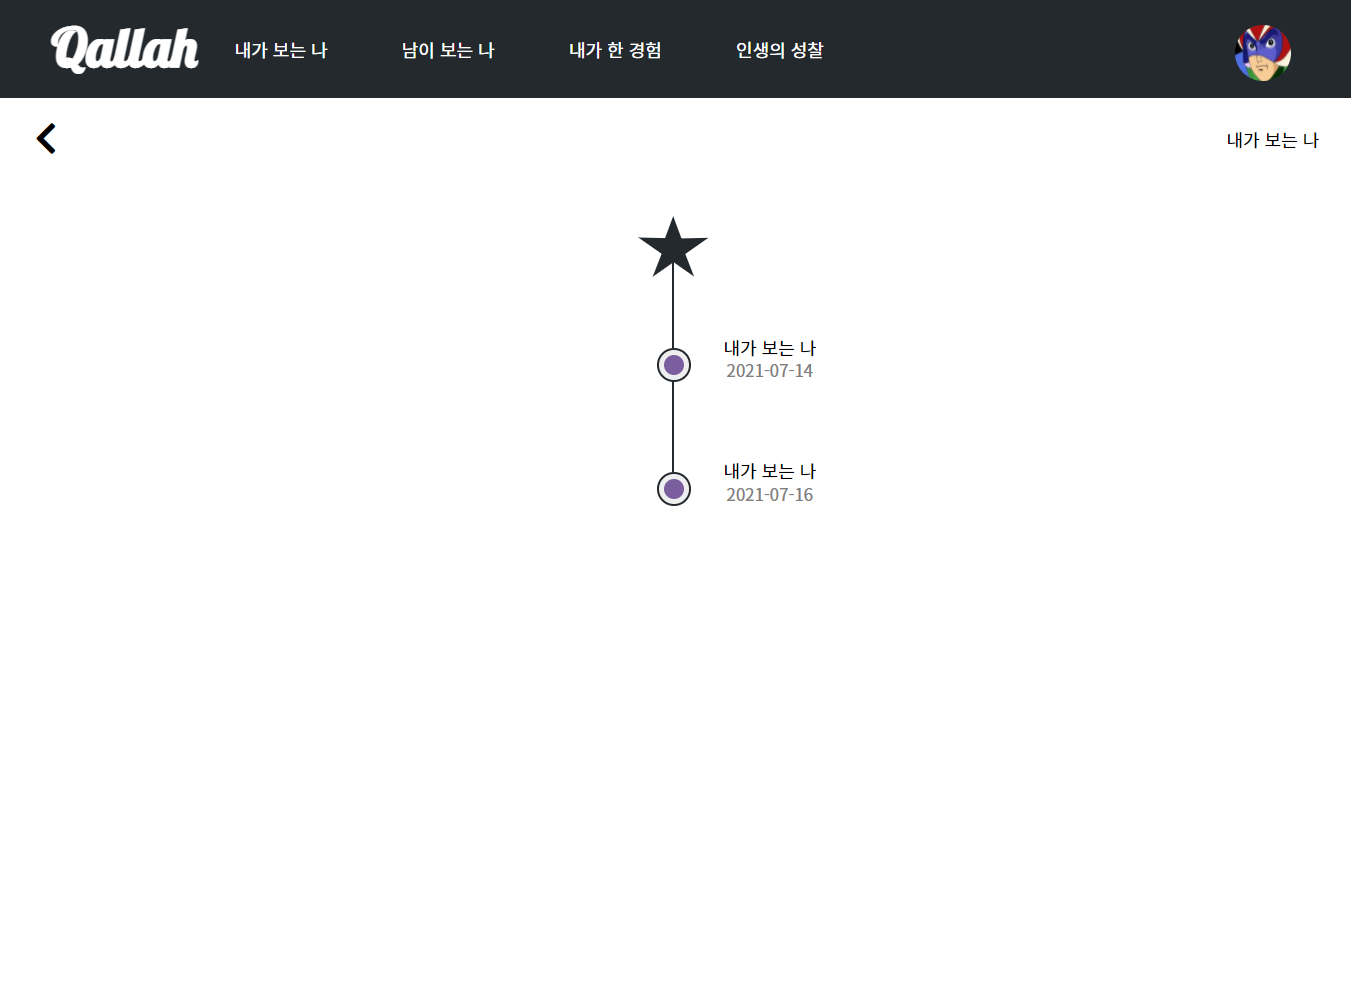 Qallah 내가 보는 나 남이 보는 나 내가 한 경험 인생의 성찰
내가 보는 나
내가 보는 나
2021-07-14
내가 보는 나
2021-07-16